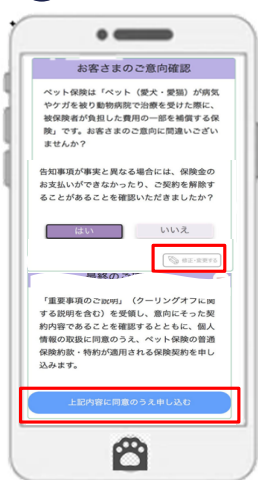 お客さまのご意向確認
ペット保険は「ペット（愛犬・愛猫）が病気
やケガを被り動物病院で治療を受けた際に、
被保険者が負担した費用の一部を補償する保
険」です。お客さまのご意向に間違いござい
ませんか？
告知事項が事実と異なる場合には、保険金の
お支払いができなかったり、ご契約を解除す
ることがあることを確認いただきましたか？
はい いいえ
修正・変更する
最終のご
「重要事項のご説明」（クーリングオフに関
する説明を含む）を受領し、意向にそった契
約内容であることを確認するとともに、個人
情報の取扱に同意のうえ、ペット保険の普通
保険約款・特約が適用される保険契約を申し
込みます。
上記内容に同意のうえ申し込む